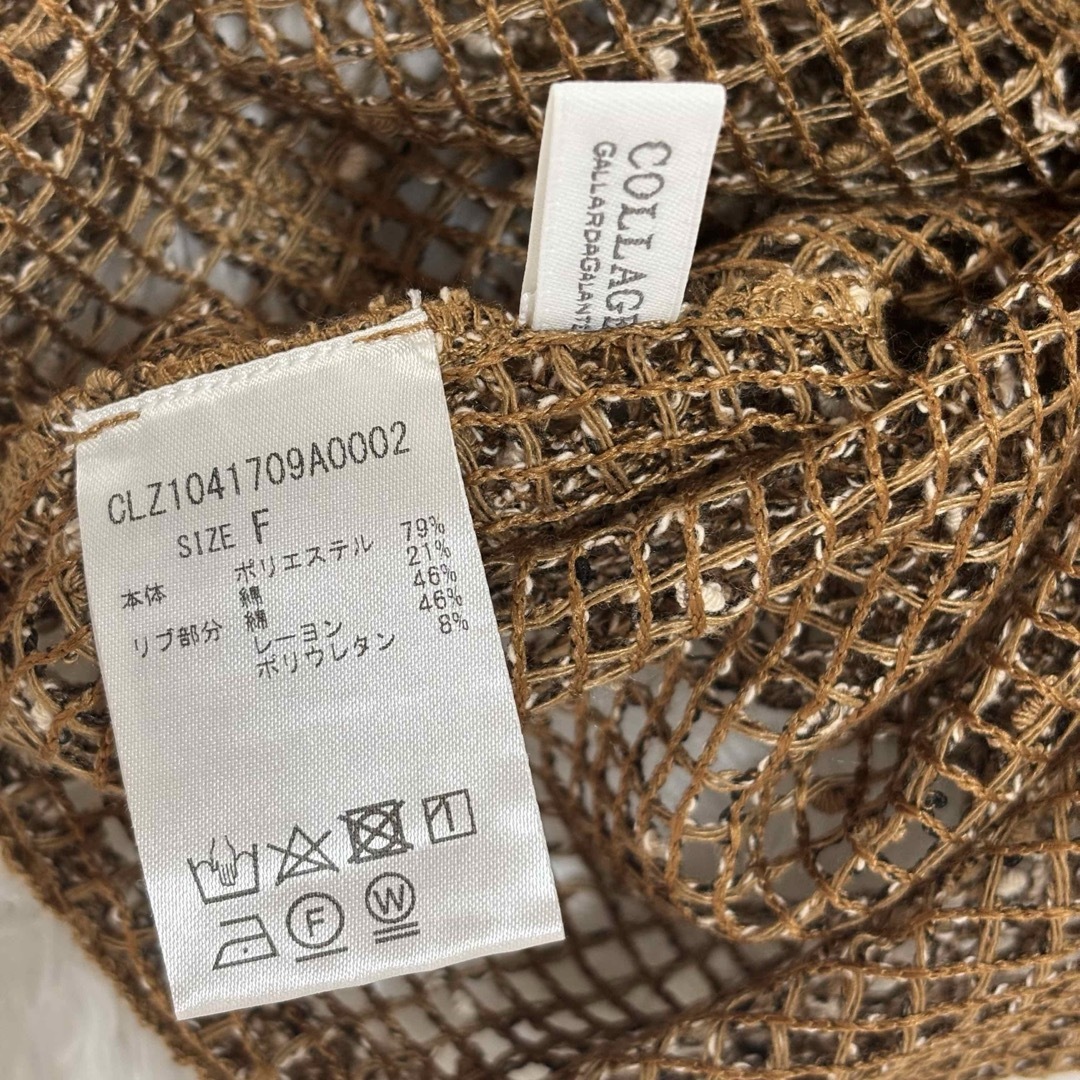 COLLAGE
GALLARDAGALANTE
CLZ1041709A0002
SIZE F
本体 ポリエステル 79%
綿 21%
リブ部分 綿 46%
レーヨン 46%
ポリウレタン 8%
F W